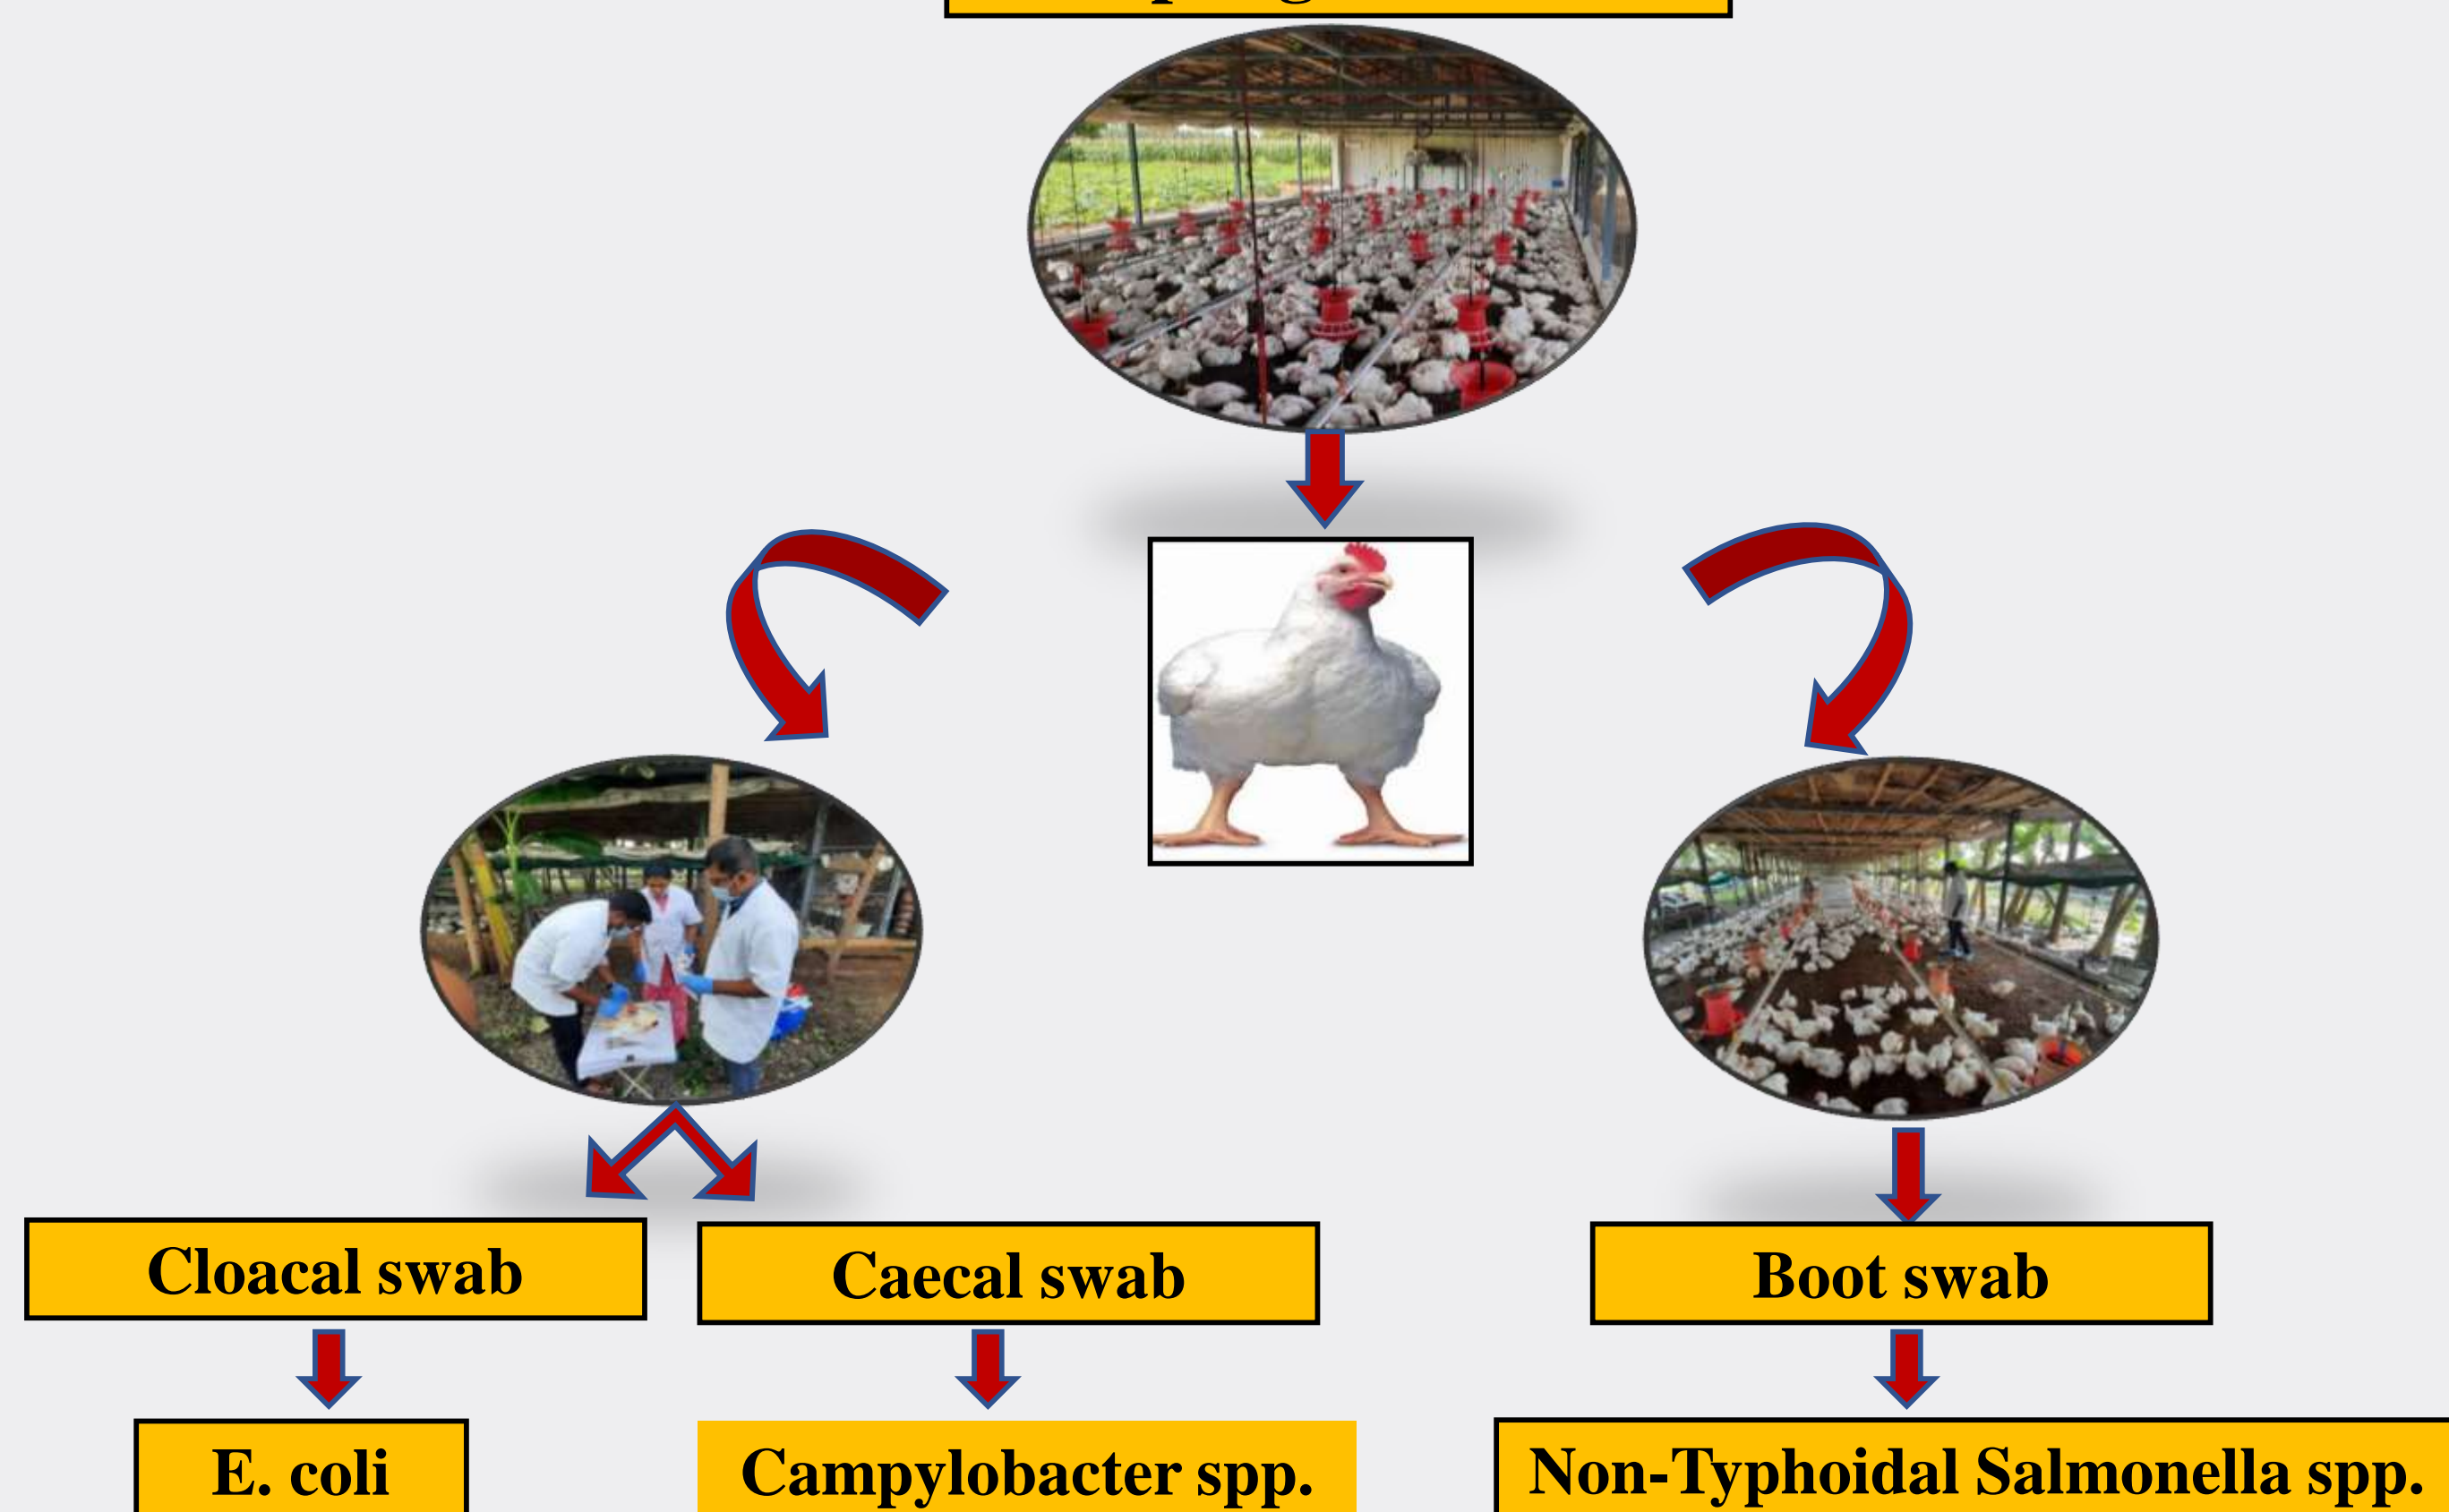 Cloacal swab
Caecal swab
Boot swab
E. coli
Campylobacter spp.
Non-Typhoidal Salmonella spp.